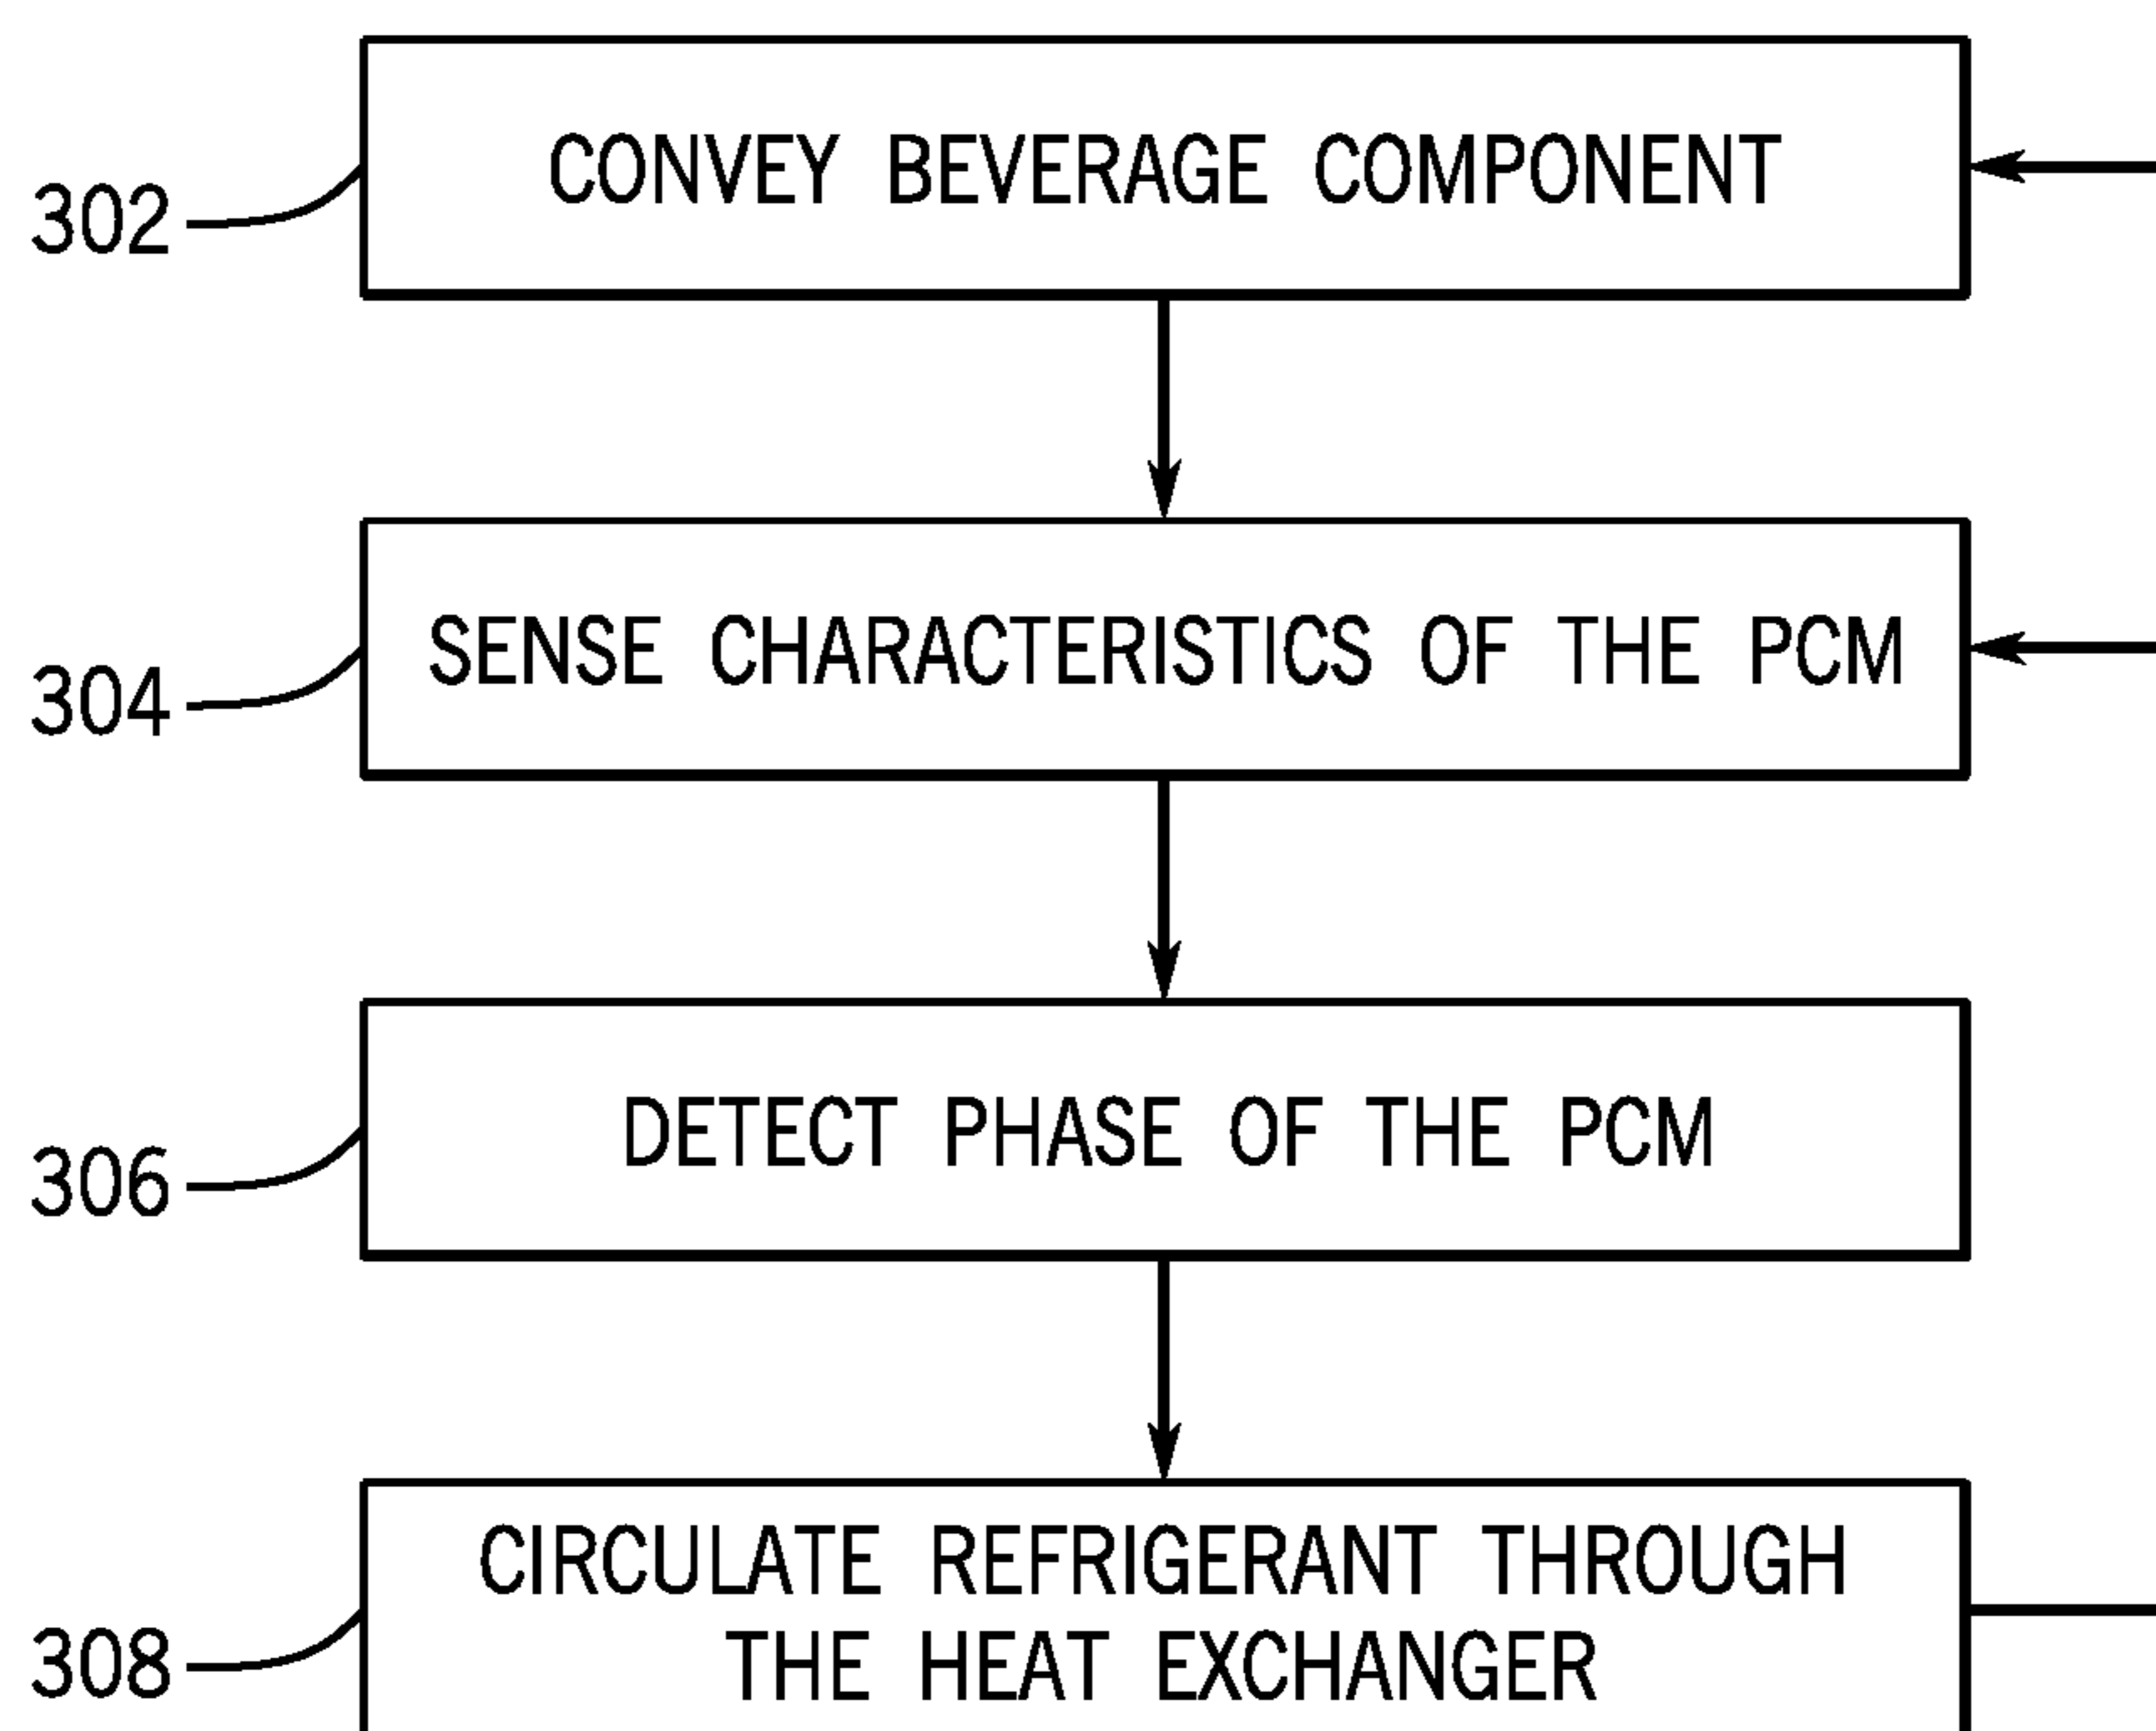 302
CONVEY BEVERAGE COMPONENT
304
SENSE CHARACTERISTICS OF THE PCM
306
DETECT PHASE OF THE PCM
308
CIRCULATE REFRIGERANT THROUGH
THE HEAT EXCHANGER